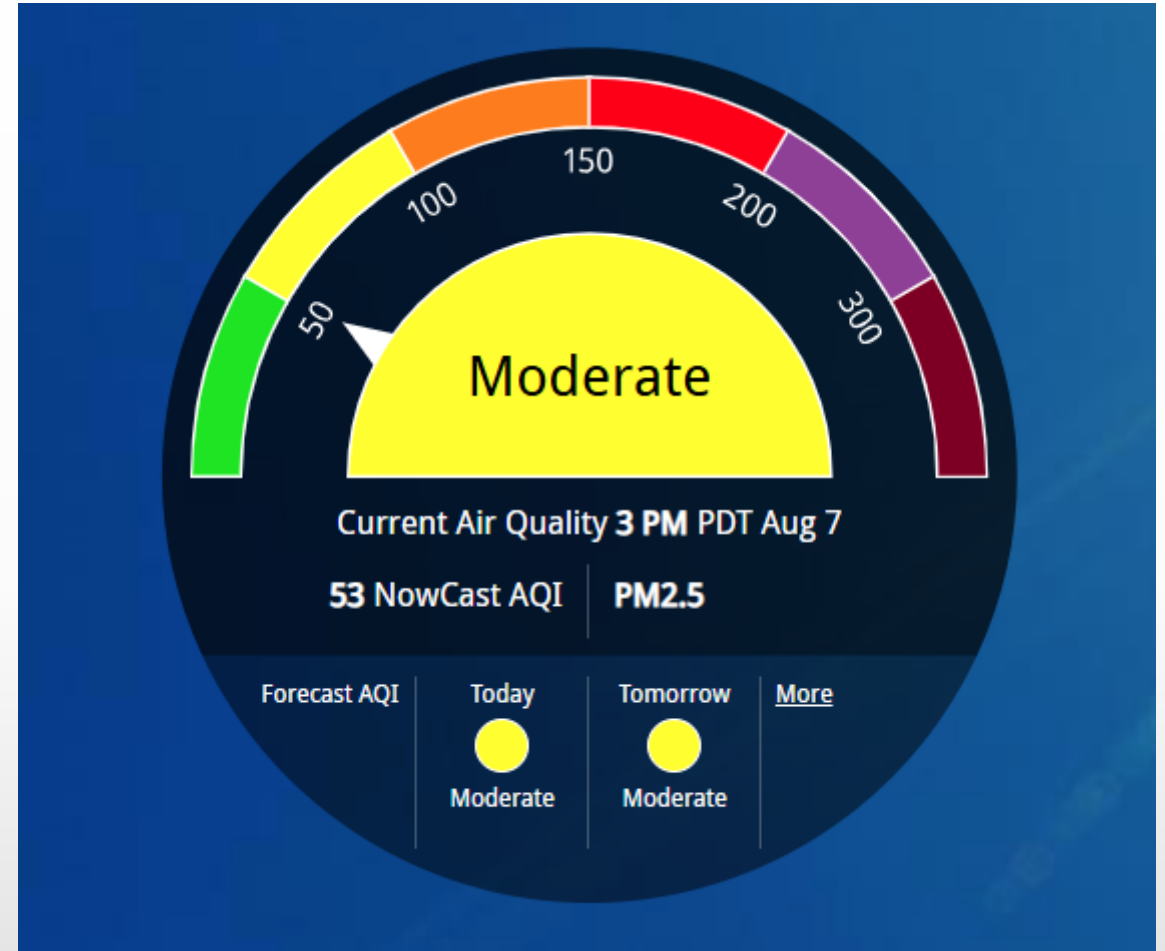 50
100
150
200
300
Moderate
Current Air Quality 3 PM PDT Aug 7
53 NowCast AQI
PM2.5
Forecast AQI
Today
Moderate
Tomorrow
Moderate
More